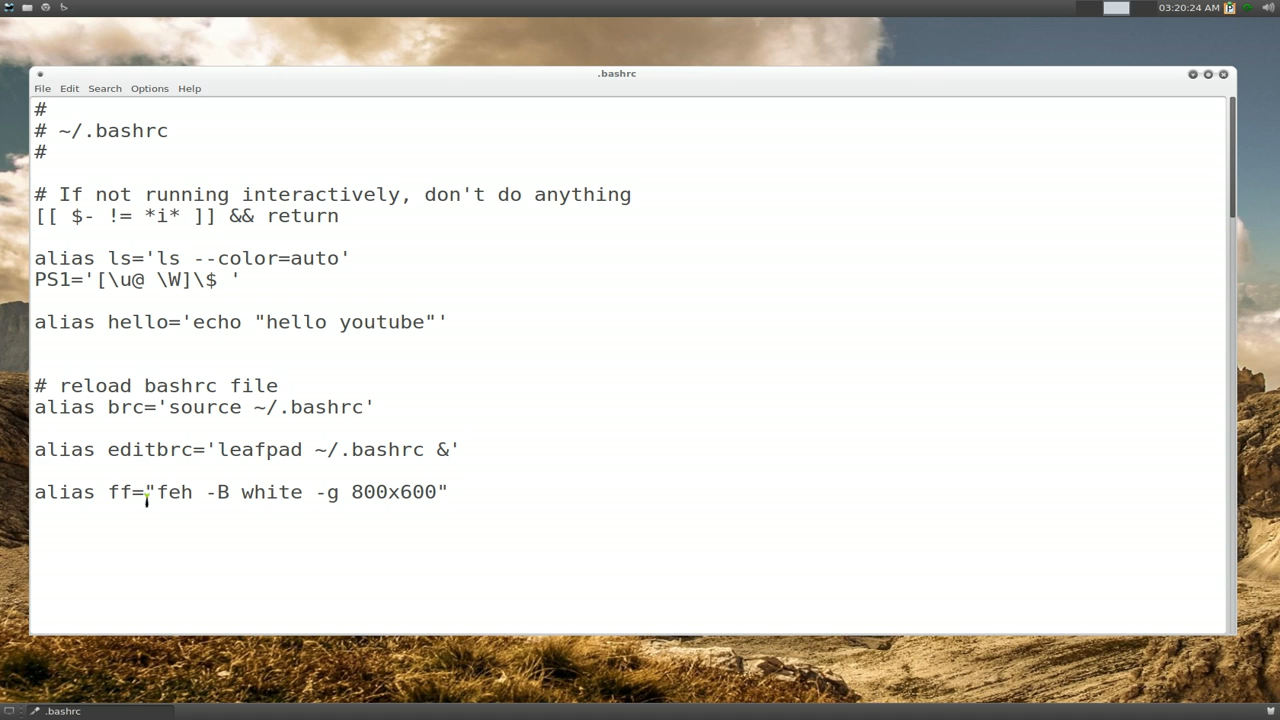 03:20:24 AM
.bashrc
File Edit Search Options Help
#
# ~/.bashrc
#
# If not running interactively, don't do anything
[[ $- != *i* ]] && return
alias ls='ls --color=auto'
PS1='[\u@ \W]\$ '
alias hello='echo "hello youtube"'
# reload bashrc file
alias brc='source ~/.bashrc'
alias editbrc='leafpad ~/.bashrc &'
alias ff="feh -B white -g 800x600"
.bashrc